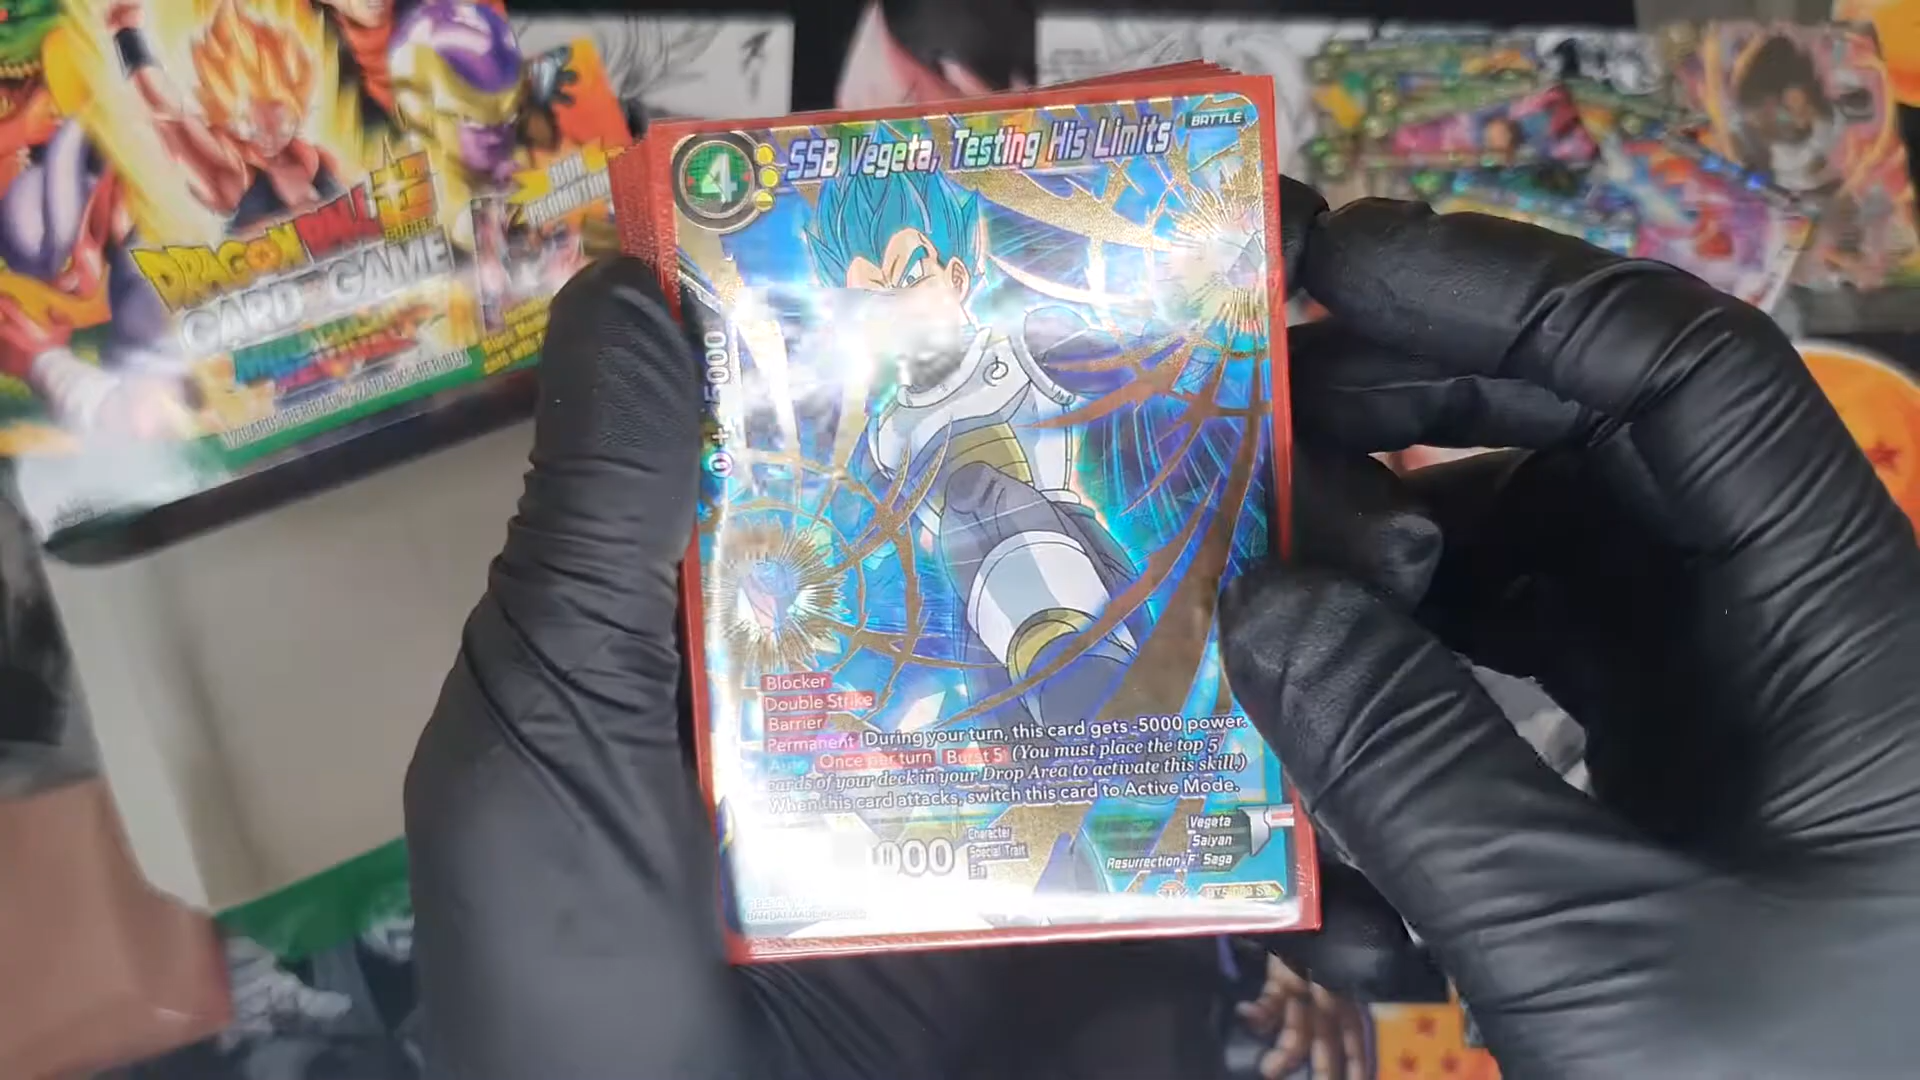 DRAGON BALL
SUPER
CARD GAME
BATTLE
4
SSB Vegeta, Testing His Limits
5000
Blocker
Double Strike
Barrier
Permanent During your turn, this card gets -5000 power.
Auto Once per turn Burst 5 (You must place the top 5
cards of your deck in your Drop Area to activate this skill.)
When this card attacks, switch this card to Active Mode.
000
Character
Special Trait
Vegeta
Saiyan
Resurrection 'F' Saga